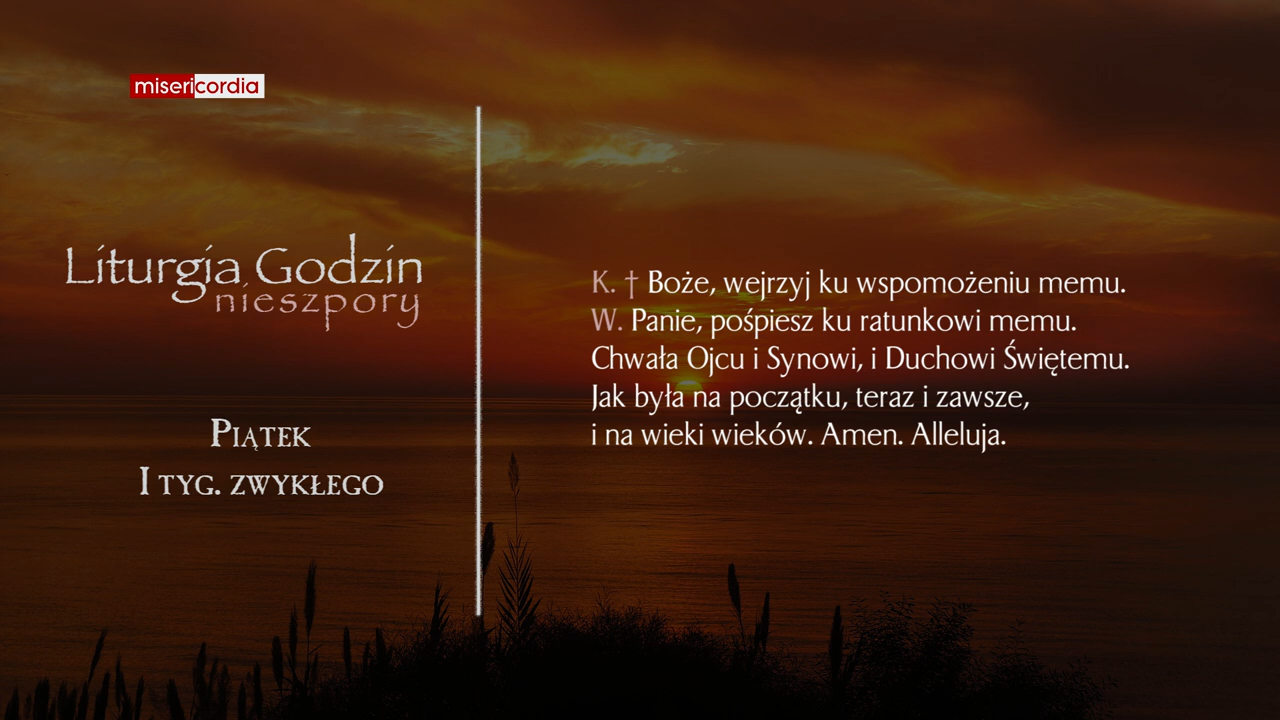 misericordia
Liturgia Godzin
nieszpory
Piątek
I tyg. zwykłego
K. † Boże, wejrzyj ku wspomożeniu memu.
W. Panie, pośpiesz ku ratunkowi memu.
Chwała Ojcu i Synowi, i Duchowi Świętemu.
Jak była na początku, teraz i zawsze,
i na wieki wieków. Amen. Alleluja.